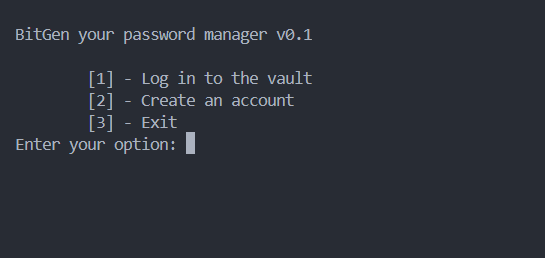 BitGen your password manager v0.1
[1] - Log in to the vault
[2] - Create an account
[3] - Exit
Enter your option: